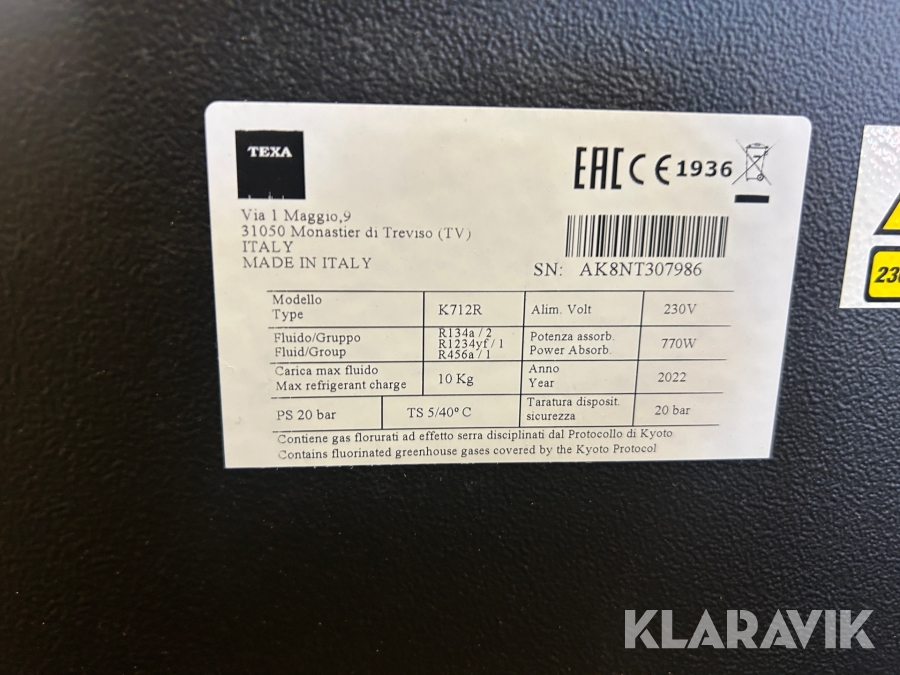 TEXA
EAC CE 1936
Via 1 Maggio,9
31050 Monastier di Treviso (TV)
ITALY
MADE IN ITALY
SN: AK8NT307986
Modello
Type
K712R
Alim. Volt
230V
Fluido/Gruppo
Fluid/Group
R134a / 2
R1234yf / 1
R456a / 1
Potenza assorb.
Power Absorb.
770W
Carica max fluido
Max refrigerant charge
10 Kg
Anno
Year
2022
PS 20 bar
TS 5/40º C
Taratura disposit.
sicurezza
20 bar
Contiene gas florurati ad effetto serra disciplinati dal Protocollo di Kyoto
Contains fluorinated greenhouse gases covered by the Kyoto Protocol
KLARAVIK